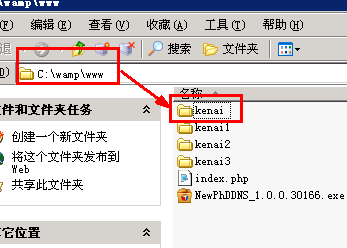 \wamp\www
编辑(E) 查看(V) 收藏(A) 工具(T) 帮助(H)
退 搜索 文件夹
D) C:\wamp\www
名称
文件和文件夹任务 kenai
创建一个新文件夹 kenai1
将这个文件夹发布到 kenai2
Web kenai3
共享此文件夹 index.php
NewPhDDNS_1.0.0.30166.exe
其它位置